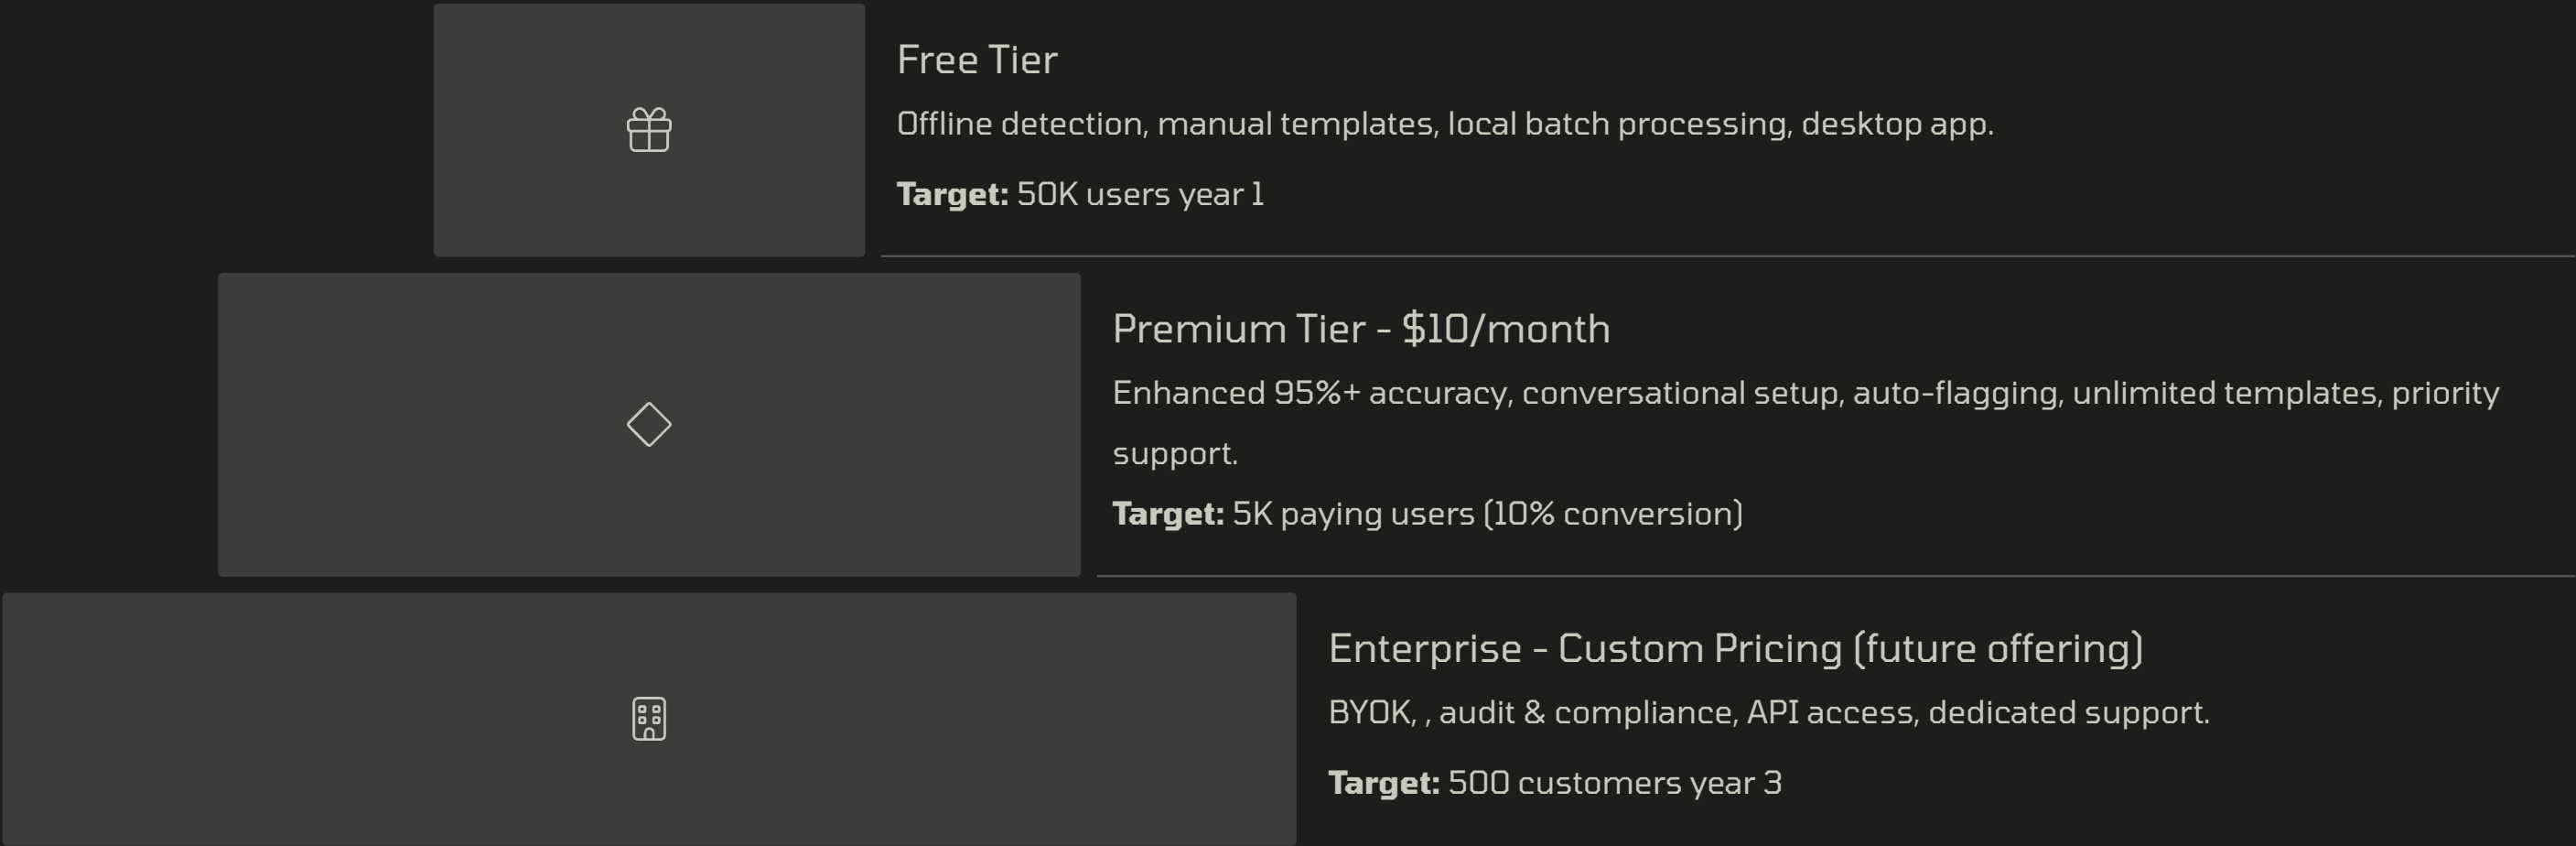 Free Tier
Offline detection, manual templates, local batch processing, desktop app.
Target: 50K users year 1
Premium Tier - $10/month
Enhanced 95%+ accuracy, conversational setup, auto-flagging, unlimited templates, priority
support.
Target: 5K paying users (10% conversion)
Enterprise - Custom Pricing (future offering)
BYOK, , audit & compliance, API access, dedicated support.
Target: 500 customers year 3